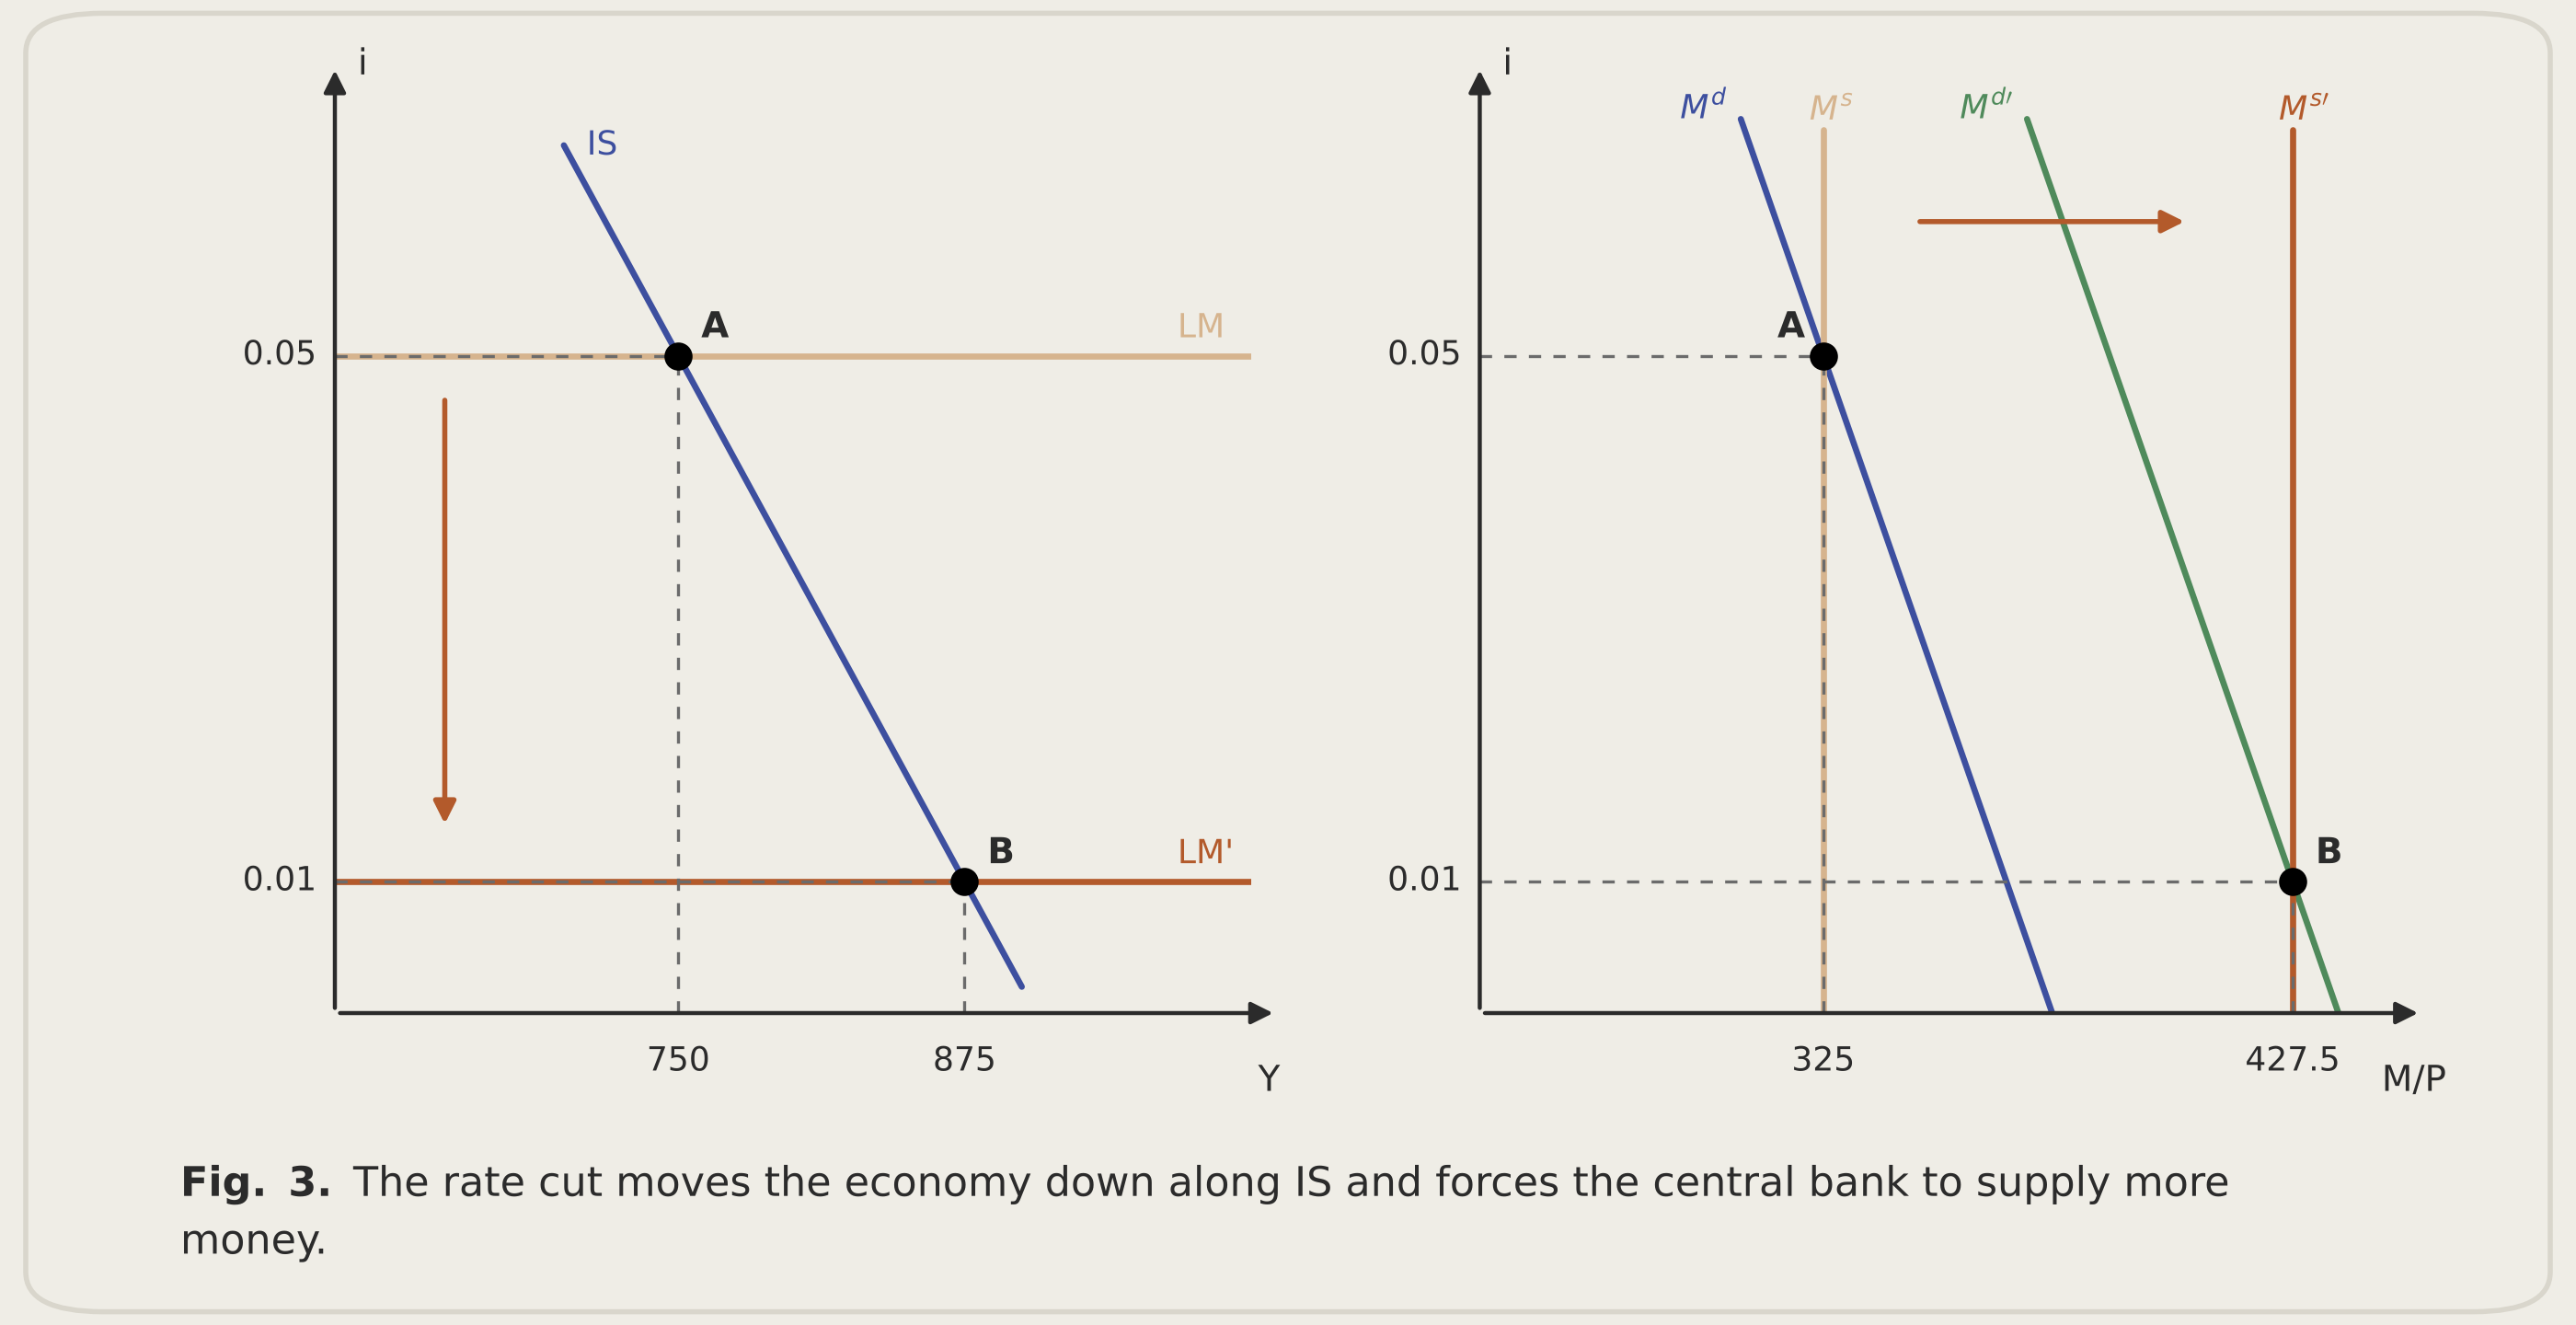 i
IS
A
LM
0.05
B
LM'
0.01
750
875
Y
i
M^d
M^s
M^d′
M^s′
A
0.05
B
0.01
325
427.5
M/P
Fig. 3. The rate cut moves the economy down along IS and forces the central bank to supply more
money.